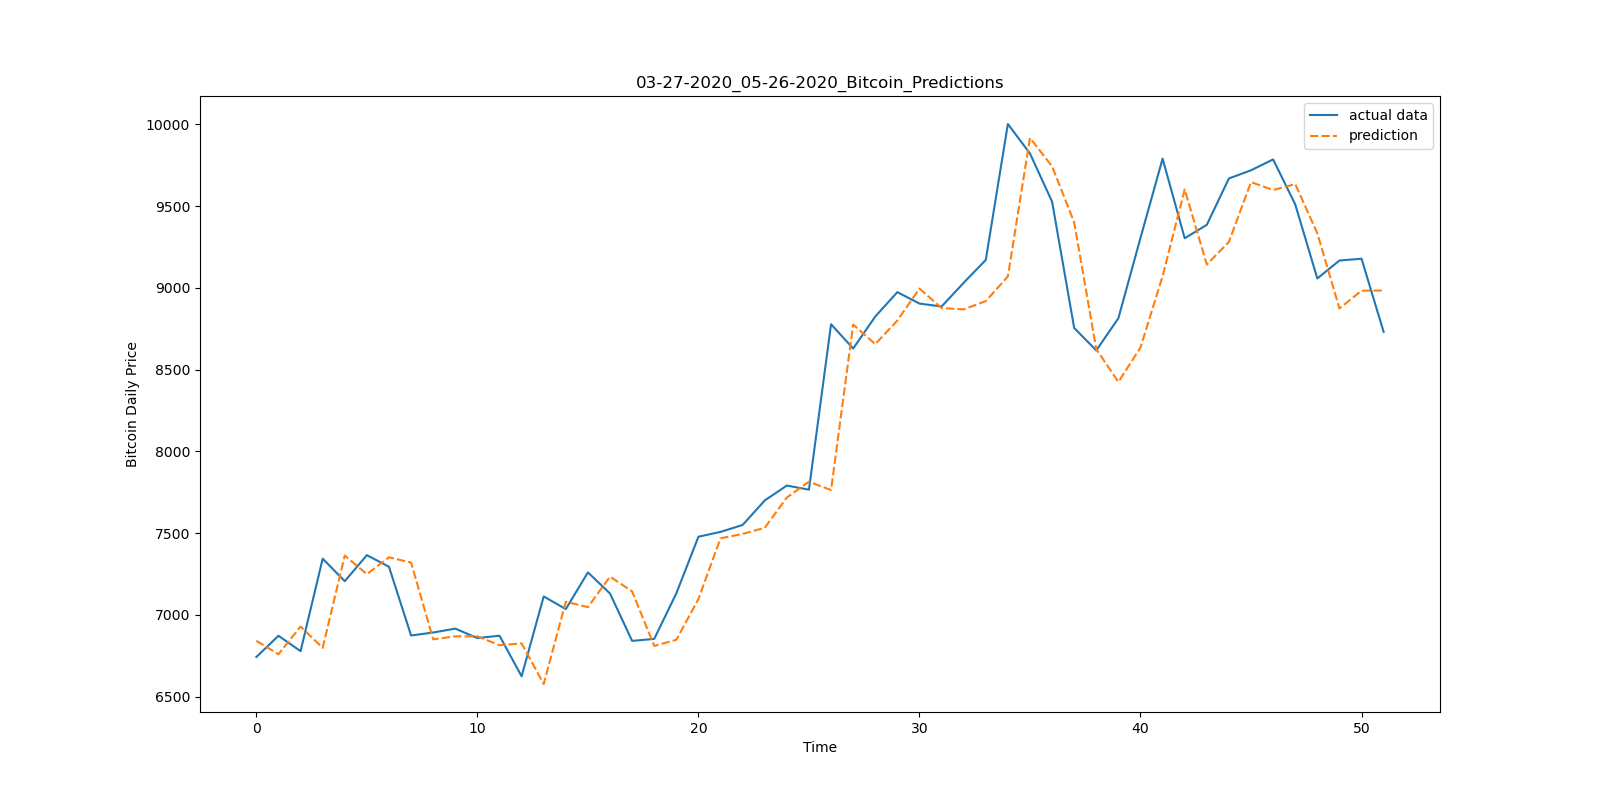 03-27-2020_05-26-2020_Bitcoin_Predictions
actual data
prediction
10000
9500
9000
8500
8000
7500
7000
6500
Bitcoin Daily Price
0 10 20 30 40 50
Time